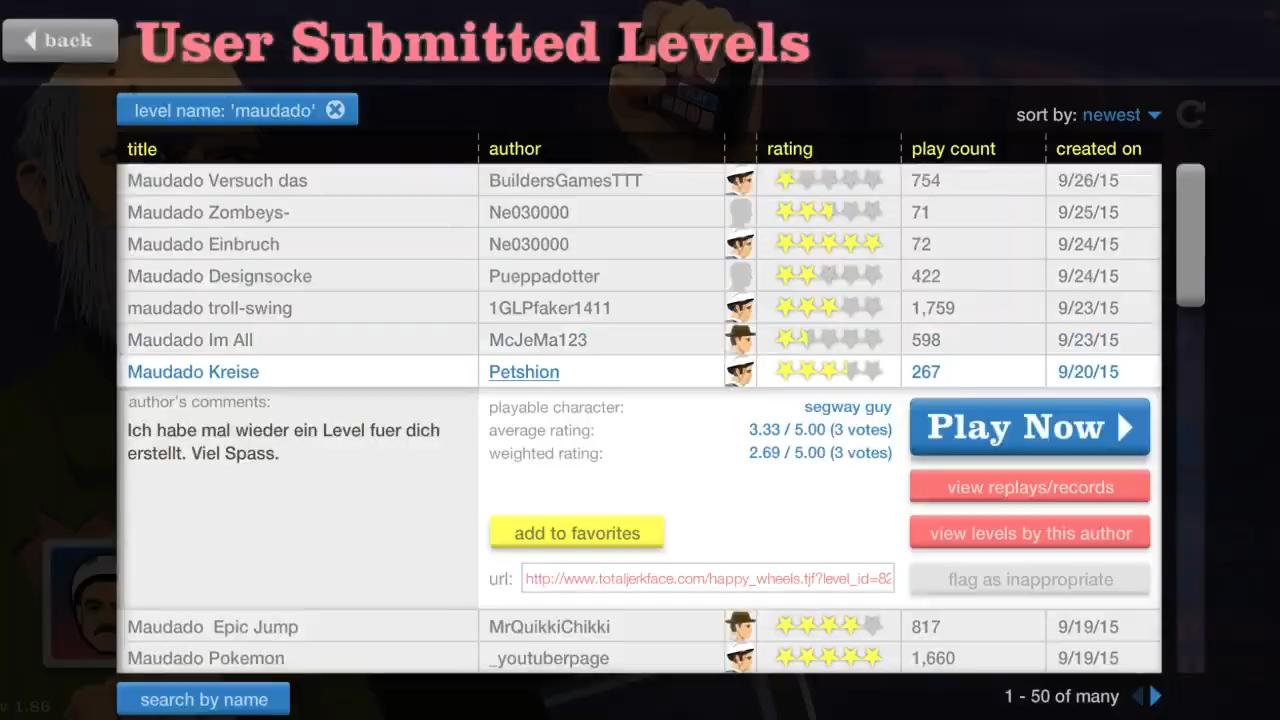 back
User Submitted Levels
level name: 'maudado'
sort by: newest
title author rating play count created on
Maudado Versuch das BuildersGamesTTT 754 9/26/15
Maudado Zombeys- Ne030000 71 9/25/15
Maudado Einbruch Ne030000 72 9/24/15
Maudado Designsocke Pueppadotter 422 9/24/15
maudado troll-swing 1GLPfaker1411 1,759 9/23/15
Maudado Im All McJeMa123 598 9/23/15
Maudado Kreise Petshion 267 9/20/15
author's comments:
Ich habe mal wieder ein Level fuer dich
erstellt. Viel Spass.
playable character: segway guy
average rating: 3.33 / 5.00 (3 votes)
weighted rating: 2.69 / 5.00 (3 votes)
add to favorites
url: http://www.totaljerkface.com/happy_wheels.tjf?level_id=82
Play Now
view replays/records
view levels by this author
flag as inappropriate
Maudado Epic Jump MrQuikkiChikki 817 9/19/15
Maudado Pokemon _youtuberpage 1,660 9/19/15
search by name
1 - 50 of many
v 1.86